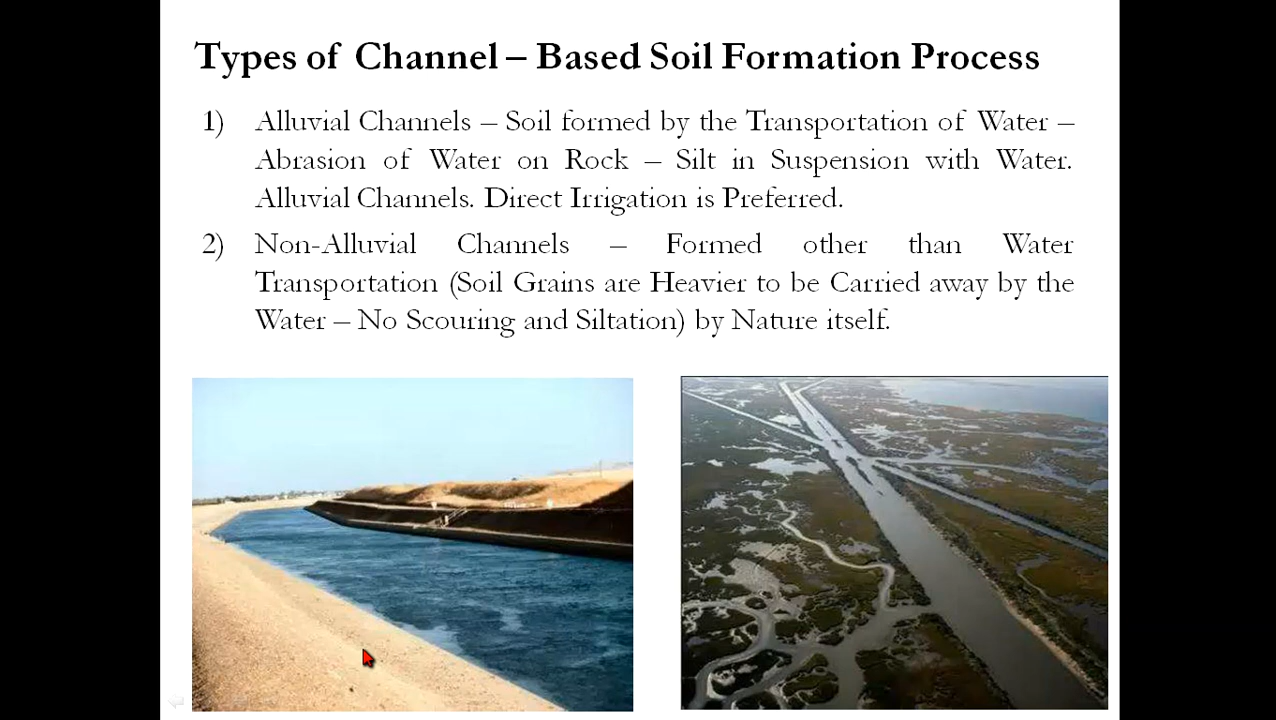 Types of Channel – Based Soil Formation Process
1) Alluvial Channels – Soil formed by the Transportation of Water –
Abrasion of Water on Rock – Silt in Suspension with Water.
Alluvial Channels. Direct Irrigation is Preferred.
2) Non-Alluvial Channels – Formed other than Water
Transportation (Soil Grains are Heavier to be Carried away by the
Water – No Scouring and Siltation) by Nature itself.